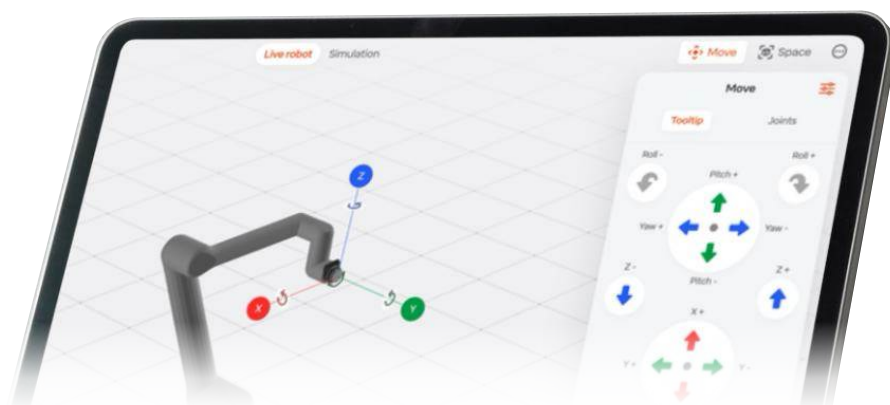 Live robot Simulation
Move Space
Move
Tooltip Joints
Roll - Roll +
Pitch +
Yaw + Yaw -
Pitch -
Z - Z +
Z
X +
X Y
Y + Y -